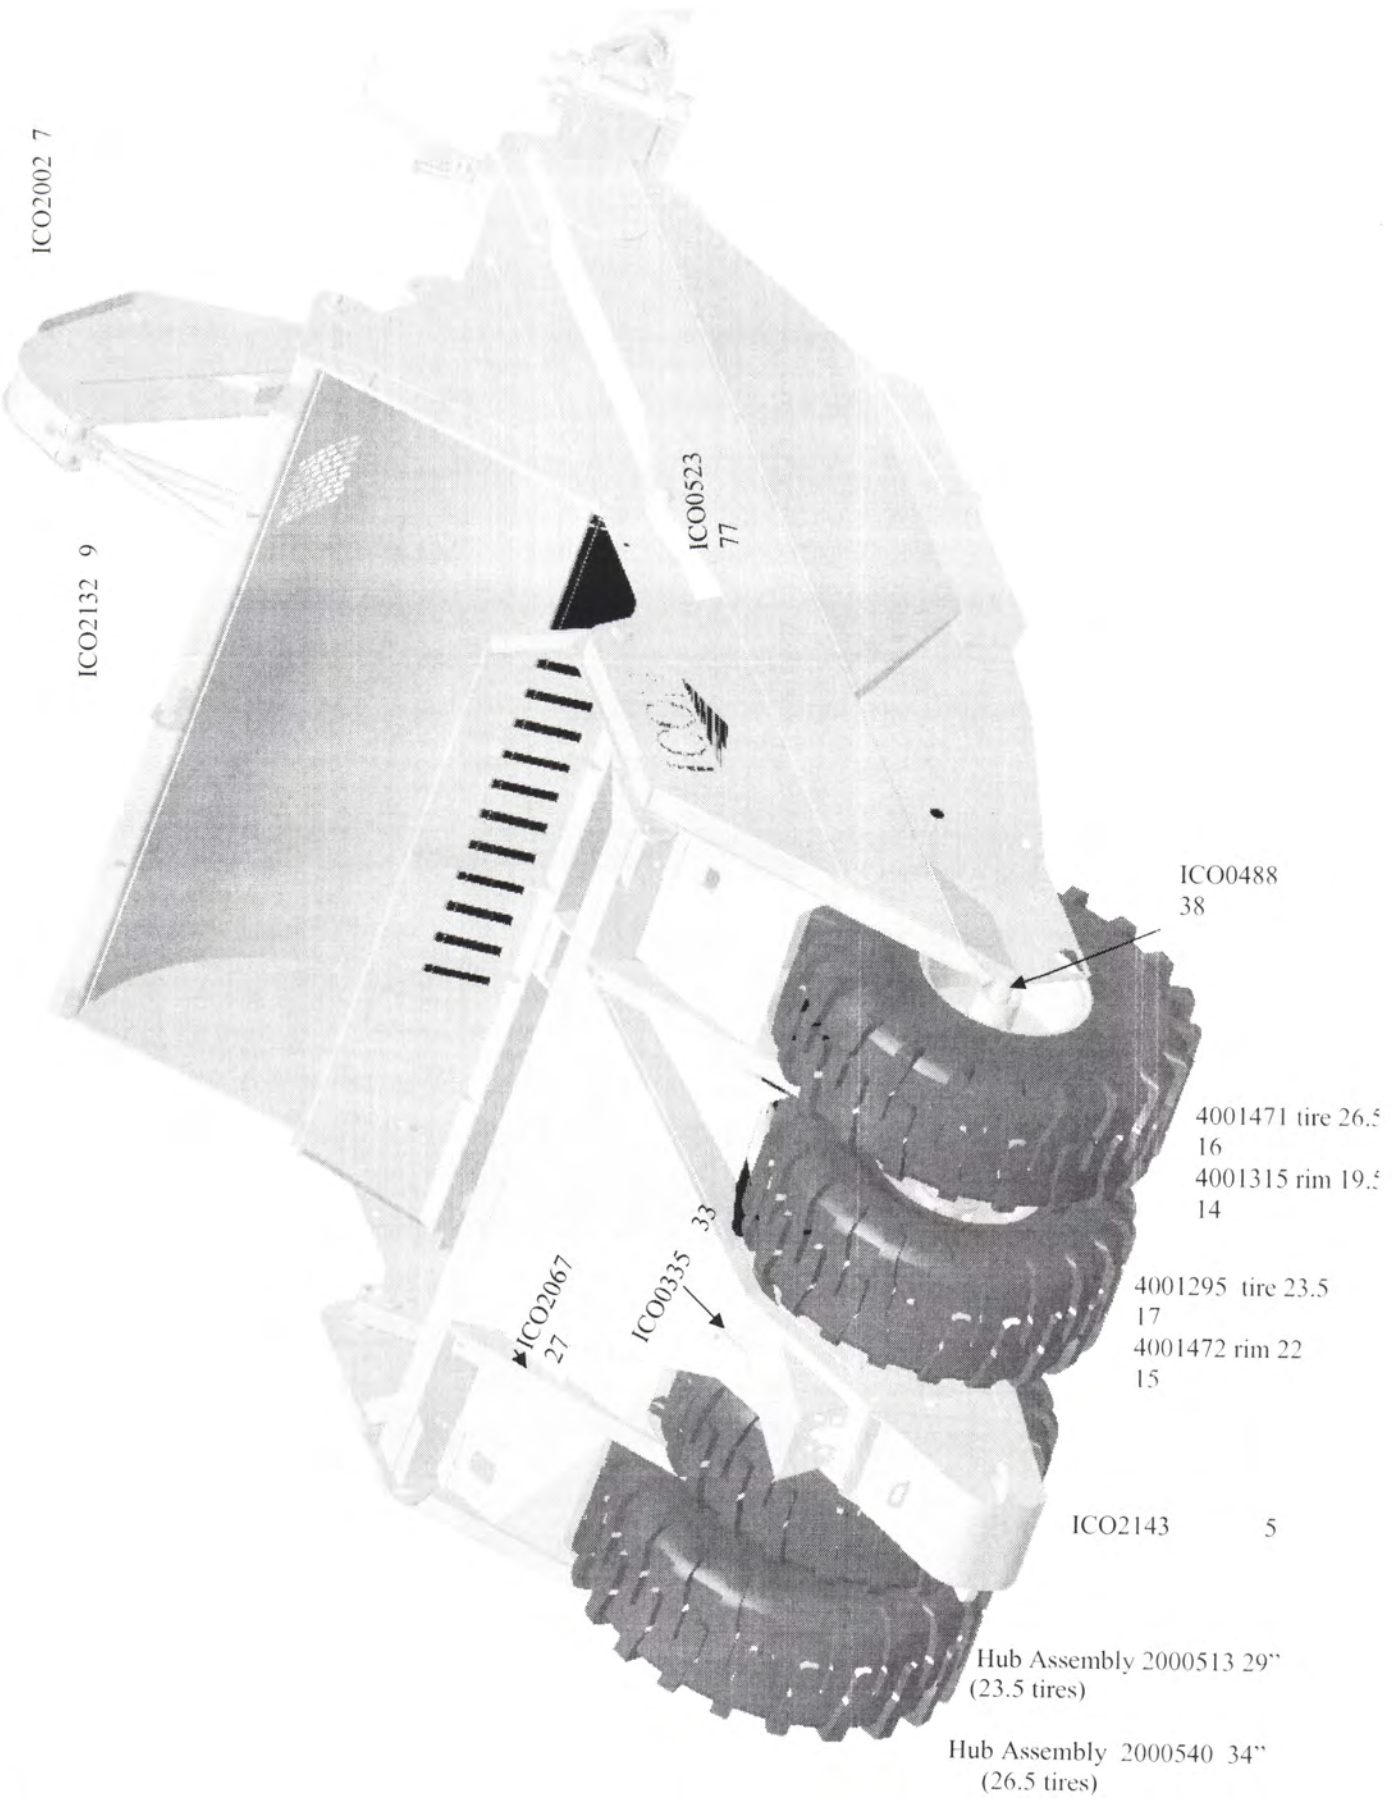 ICO2002 7
ICO2132 9
ICO0523
77
ICO
ICO0488
38
4001471 tire 26.5
16
4001315 rim 19.5
14
ICO0335 33
ICO2067
27
4001295 tire 23.5
17
4001472 rim 22
15
ICO2143 5
Hub Assembly 2000513 29”
(23.5 tires)
Hub Assembly 2000540 34”
(26.5 tires)